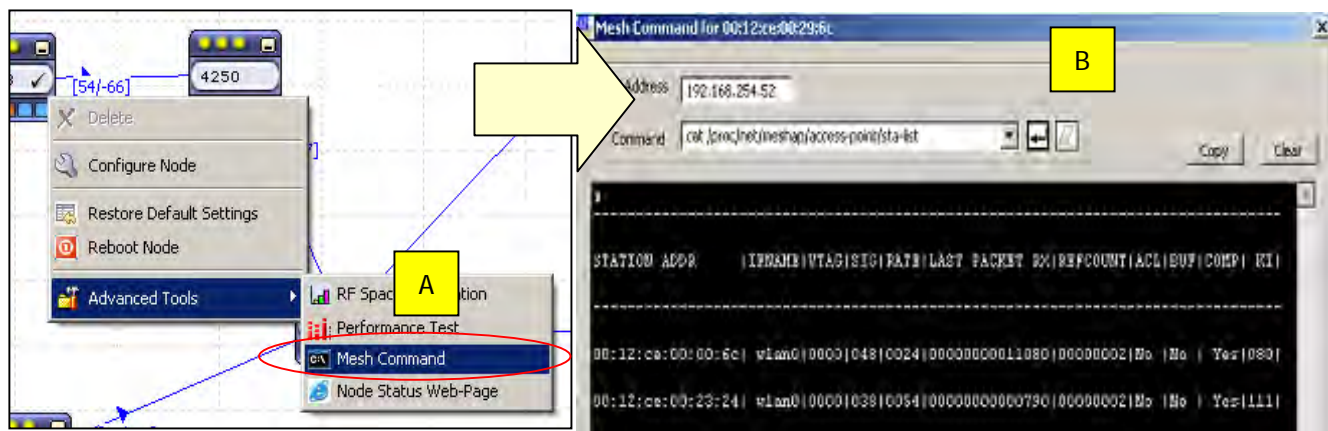 4250
[54/-66]
Delete
Configure Node
Restore Default Settings
Reboot Node
Advanced Tools
A
RF Spac
tion
Performance Test
Mesh Command
Node Status Web-Page
Mesh Command for 00:12:ce:00:29:6c
B
Address 192.168.254.52
Command cat /proc/net/meshap/access-point/sta-list
Copy Clear
STATION ADDR |IFNAME|VTAG|SIG|RATE|LAST PACKET RX|REFCOUNT|ACL|BUF|COMP| KI|
00:12:ce:00:00:6c| wlan0|0000|048|0024|00000000011080|00000002|No |No | Yes|080|
00:12:ce:00:23:24| wlan0|0000|038|0054|00000000000790|00000002|No |No | Yes|111|